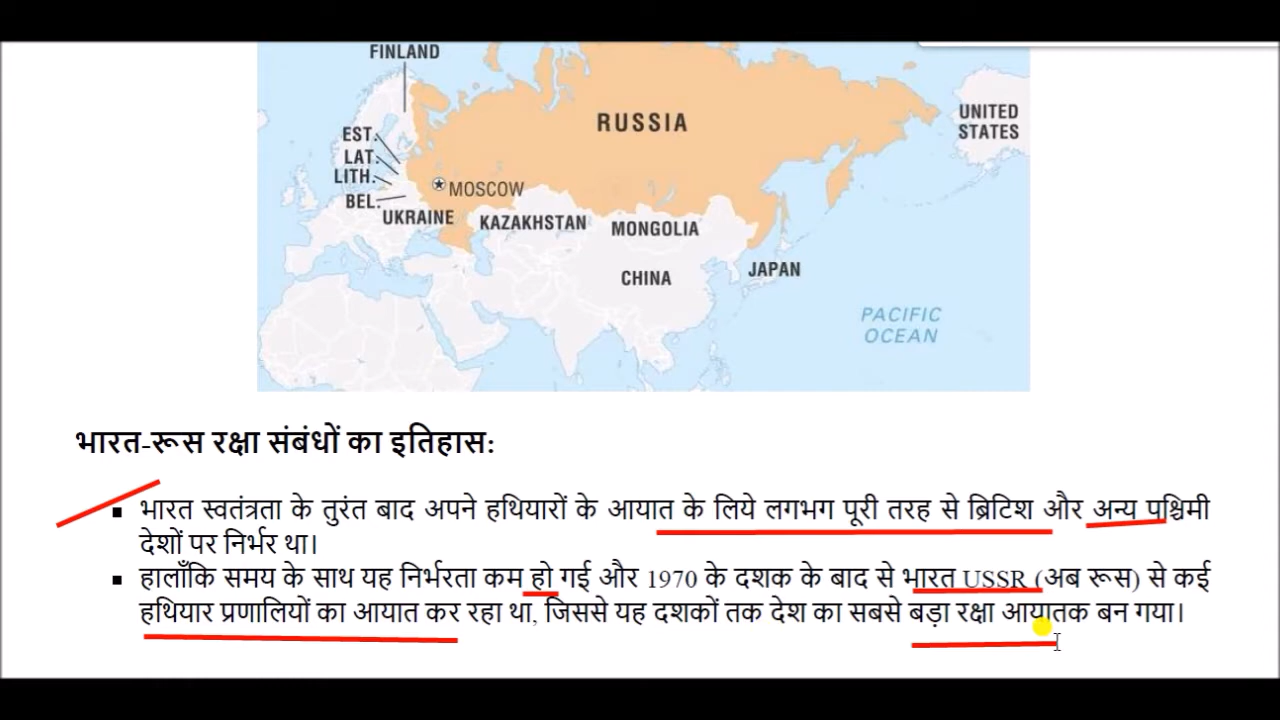 FINLAND
RUSSIA
UNITED
STATES
EST.
LAT.
LITH.
BEL.
MOSCOW
UKRAINE
KAZAKHSTAN
MONGOLIA
CHINA
JAPAN
PACIFIC
OCEAN
भारत-रूस रक्षा संबंधों का इतिहास:
▪ भारत स्वतंत्रता के तुरंत बाद अपने हथियारों के आयात के लिये लगभग पूरी तरह से ब्रिटिश और अन्य पश्चिमी
देशों पर निर्भर था।
▪ हालाँकि समय के साथ यह निर्भरता कम हो गई और 1970 के दशक के बाद से भारत USSR (अब रूस) से कई
हथियार प्रणालियों का आयात कर रहा था, जिससे यह दशकों तक देश का सबसे बड़ा रक्षा आयातक बन गया।